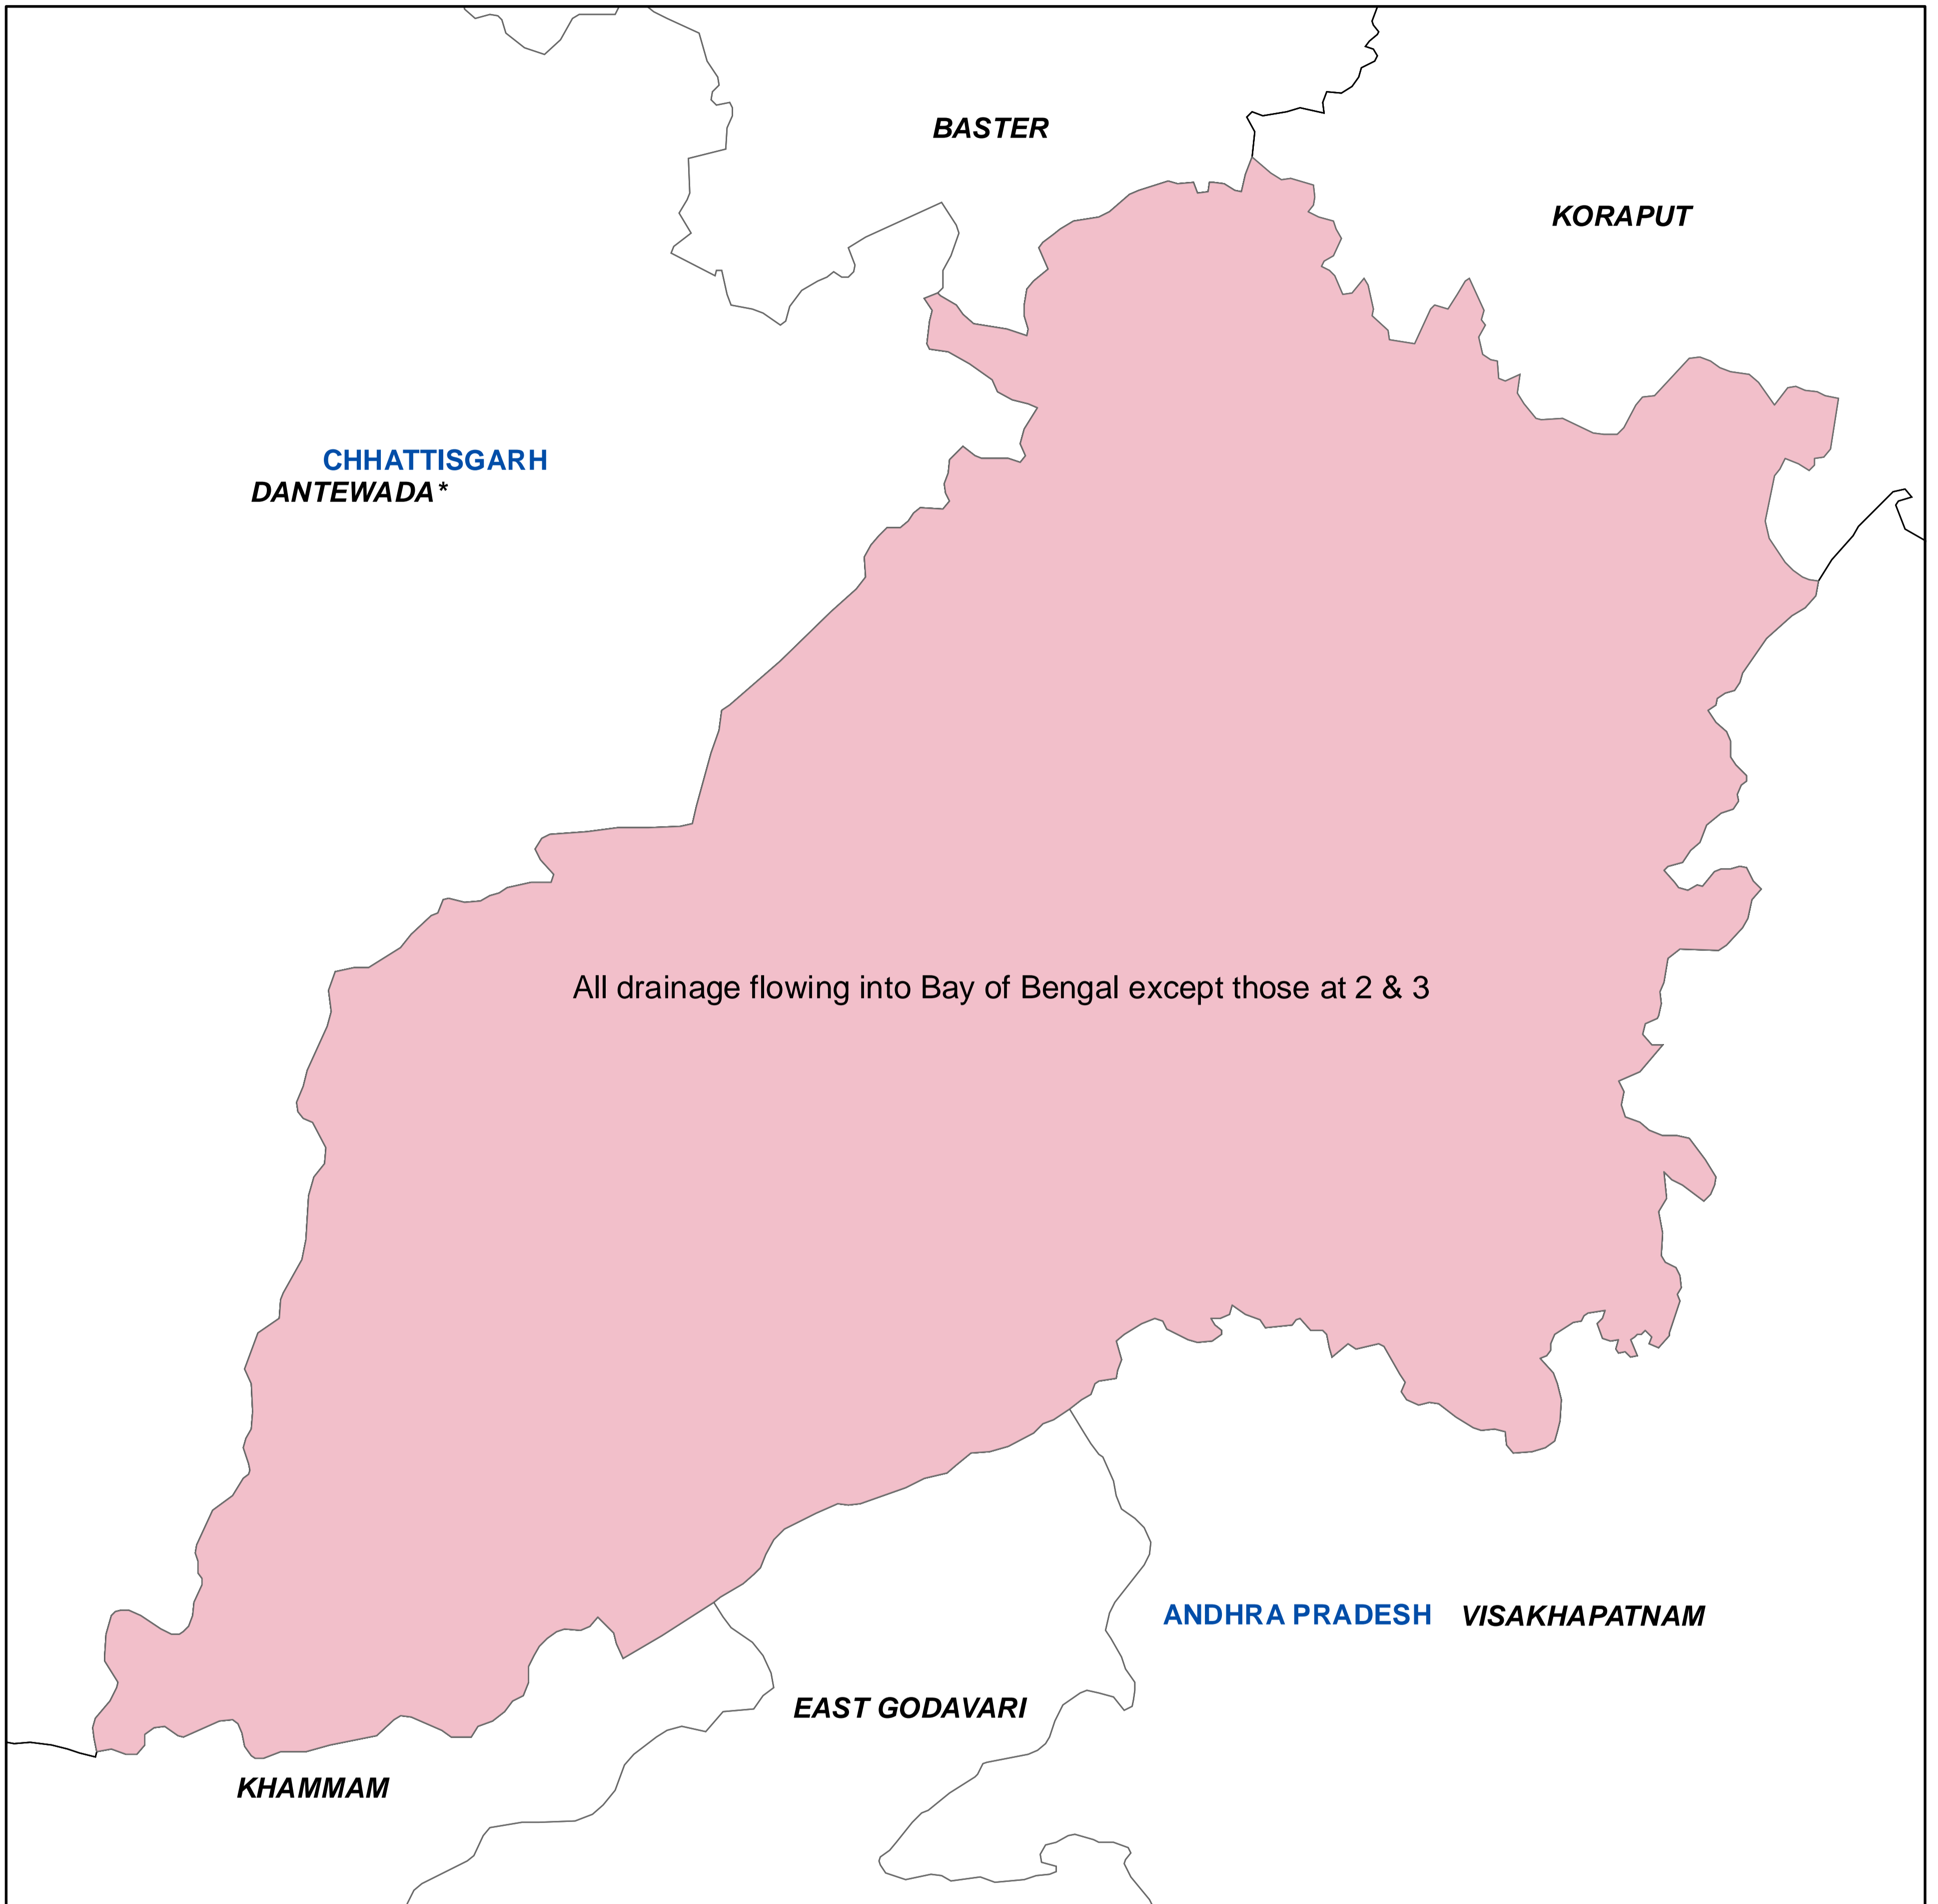 BASTER
KORAPUT
CHHATTISGARH
DANTEWADA*
All drainage flowing into Bay of Bengal except those at 2 & 3
ANDHRA PRADESH
VISAKHAPATNAM
EAST GODAVARI
KHAMMAM